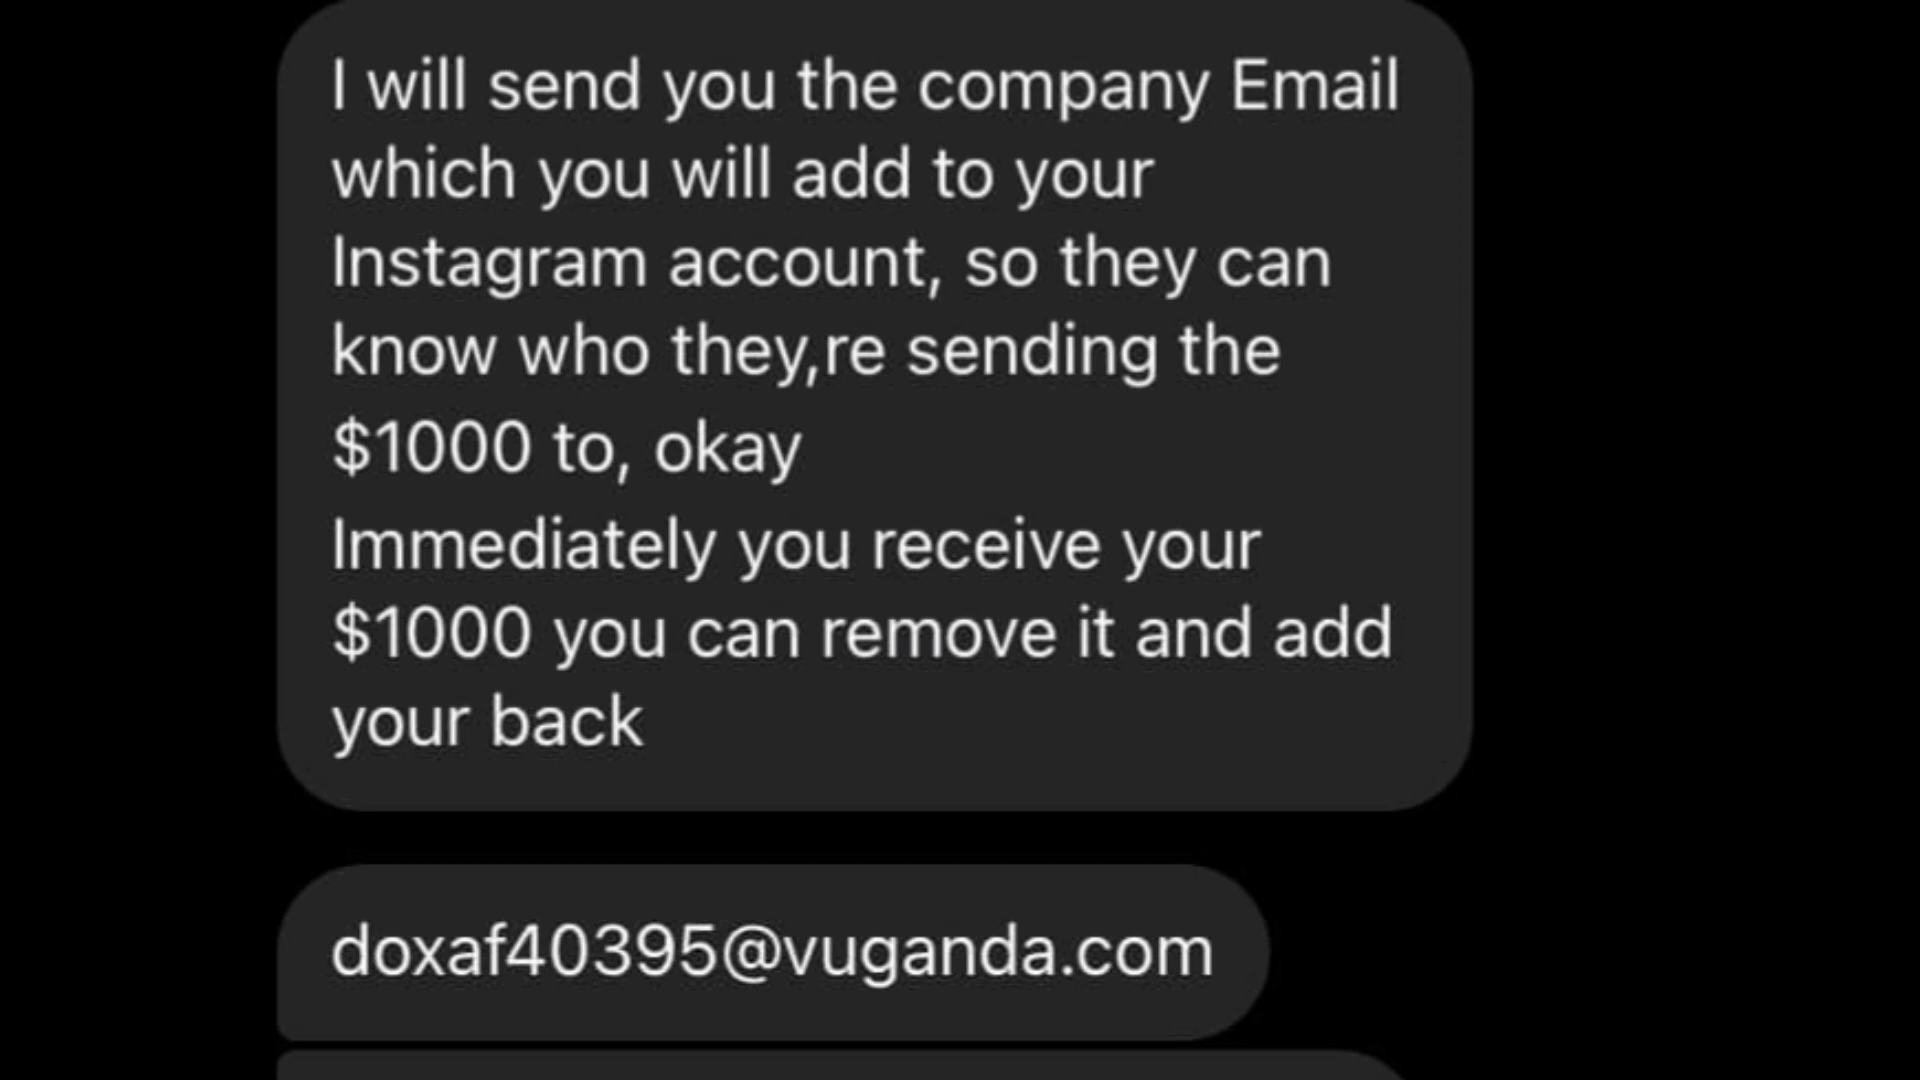 I will send you the company Email
which you will add to your
Instagram account, so they can
know who they,re sending the
$1000 to, okay
Immediately you receive your
$1000 you can remove it and add
your back
doxaf40395@vuganda.com